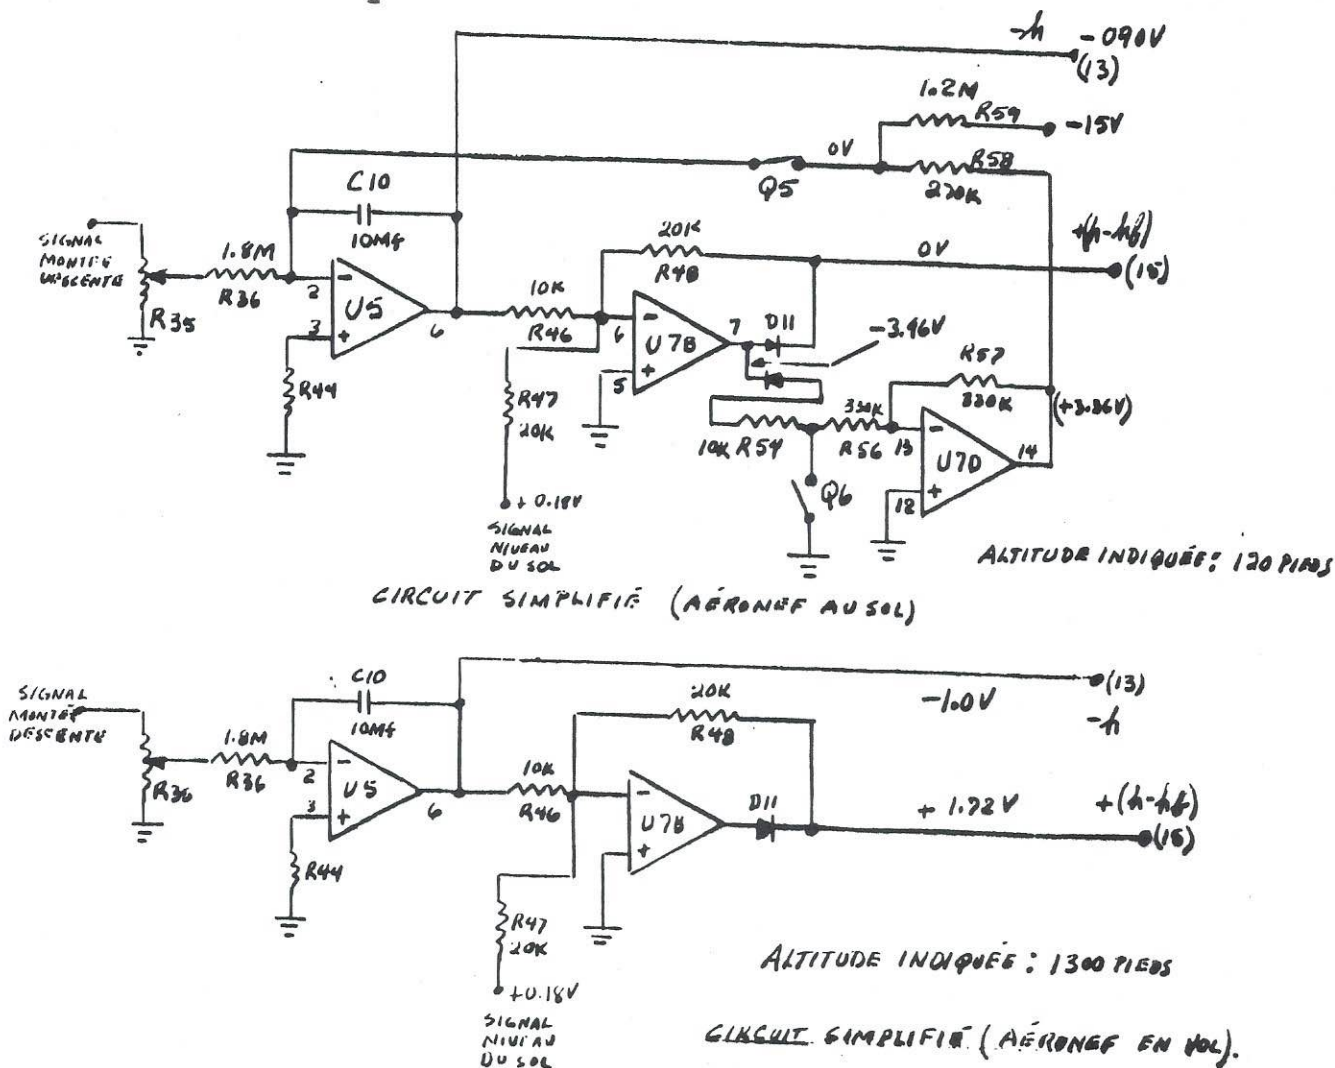 -h -.090V
(13)
1.2M
R59
-15V
C10
0V
R58
Q5
10Mf
20K
+(h-hf)
SIGNAL
MONTÉE
1.8M
R48
0V
(15)
R36
2
U5
10K
R35
3
6
R46
6
U7B
7
D11
-3.46V
R57
R44
R47
5
330K
330K
20K
10K R54
R56
13
U7D
14
Q6
12
+0.18V
SIGNAL
NIVEAU
DU SOL
ALTITUDE INDIQUÉE: 120 PIEDS
CIRCUIT SIMPLIFIÉ (AÉRONEF AU SOL)
C10
20K
(13)
SIGNAL
MONTÉE
DESCENTE
10Mf
R48
-1.0V
-h
1.8M
R36
R36
2
U5
10K
R46
D11
+1.72V
+(h-hf)
3
6
U7B
(15)
R44
R47
20K
ALTITUDE INDIQUÉE: 1300 PIEDS
+0.18V
SIGNAL
NIVEAU
DU SOL
CIRCUIT SIMPLIFIÉ (AÉRONEF EN VOL).